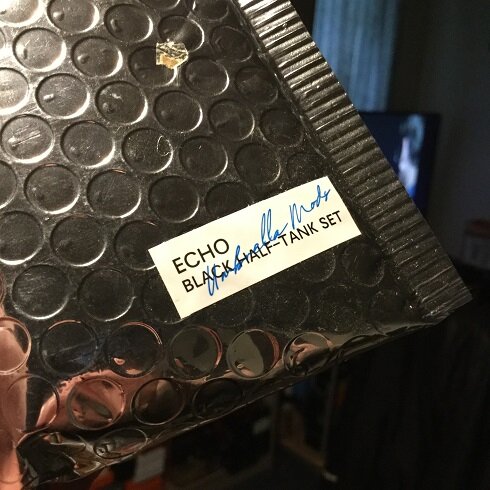 ECHO
BLACK HALF-TANK SET
Umbrella Mods